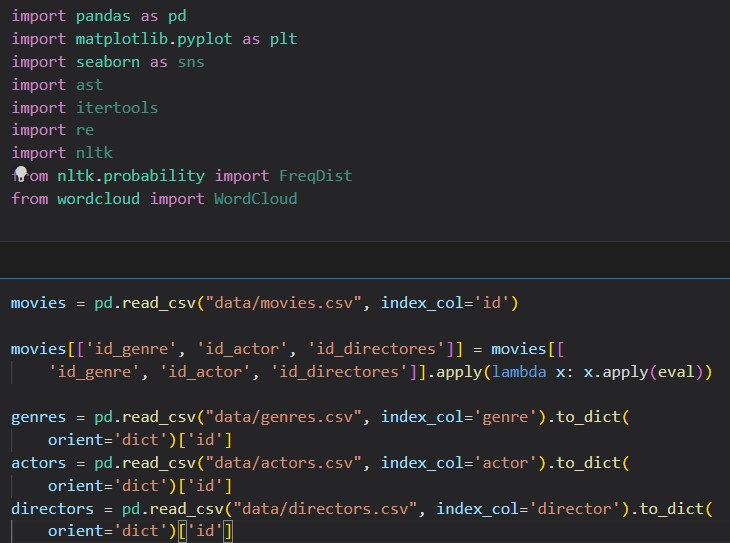 import pandas as pd
import matplotlib.pyplot as plt
import seaborn as sns
import ast
import itertools
import re
import nltk
from nltk.probability import FreqDist
from wordcloud import WordCloud
movies = pd.read_csv("data/movies.csv", index_col='id')
movies[['id_genre', 'id_actor', 'id_directores']] = movies[[
    'id_genre', 'id_actor', 'id_directores']].apply(lambda x: x.apply(eval))
genres = pd.read_csv("data/genres.csv", index_col='genre').to_dict(
    orient='dict')['id']
actors = pd.read_csv("data/actors.csv", index_col='actor').to_dict(
    orient='dict')['id']
directors = pd.read_csv("data/directors.csv", index_col='director').to_dict(
    orient='dict')['id']